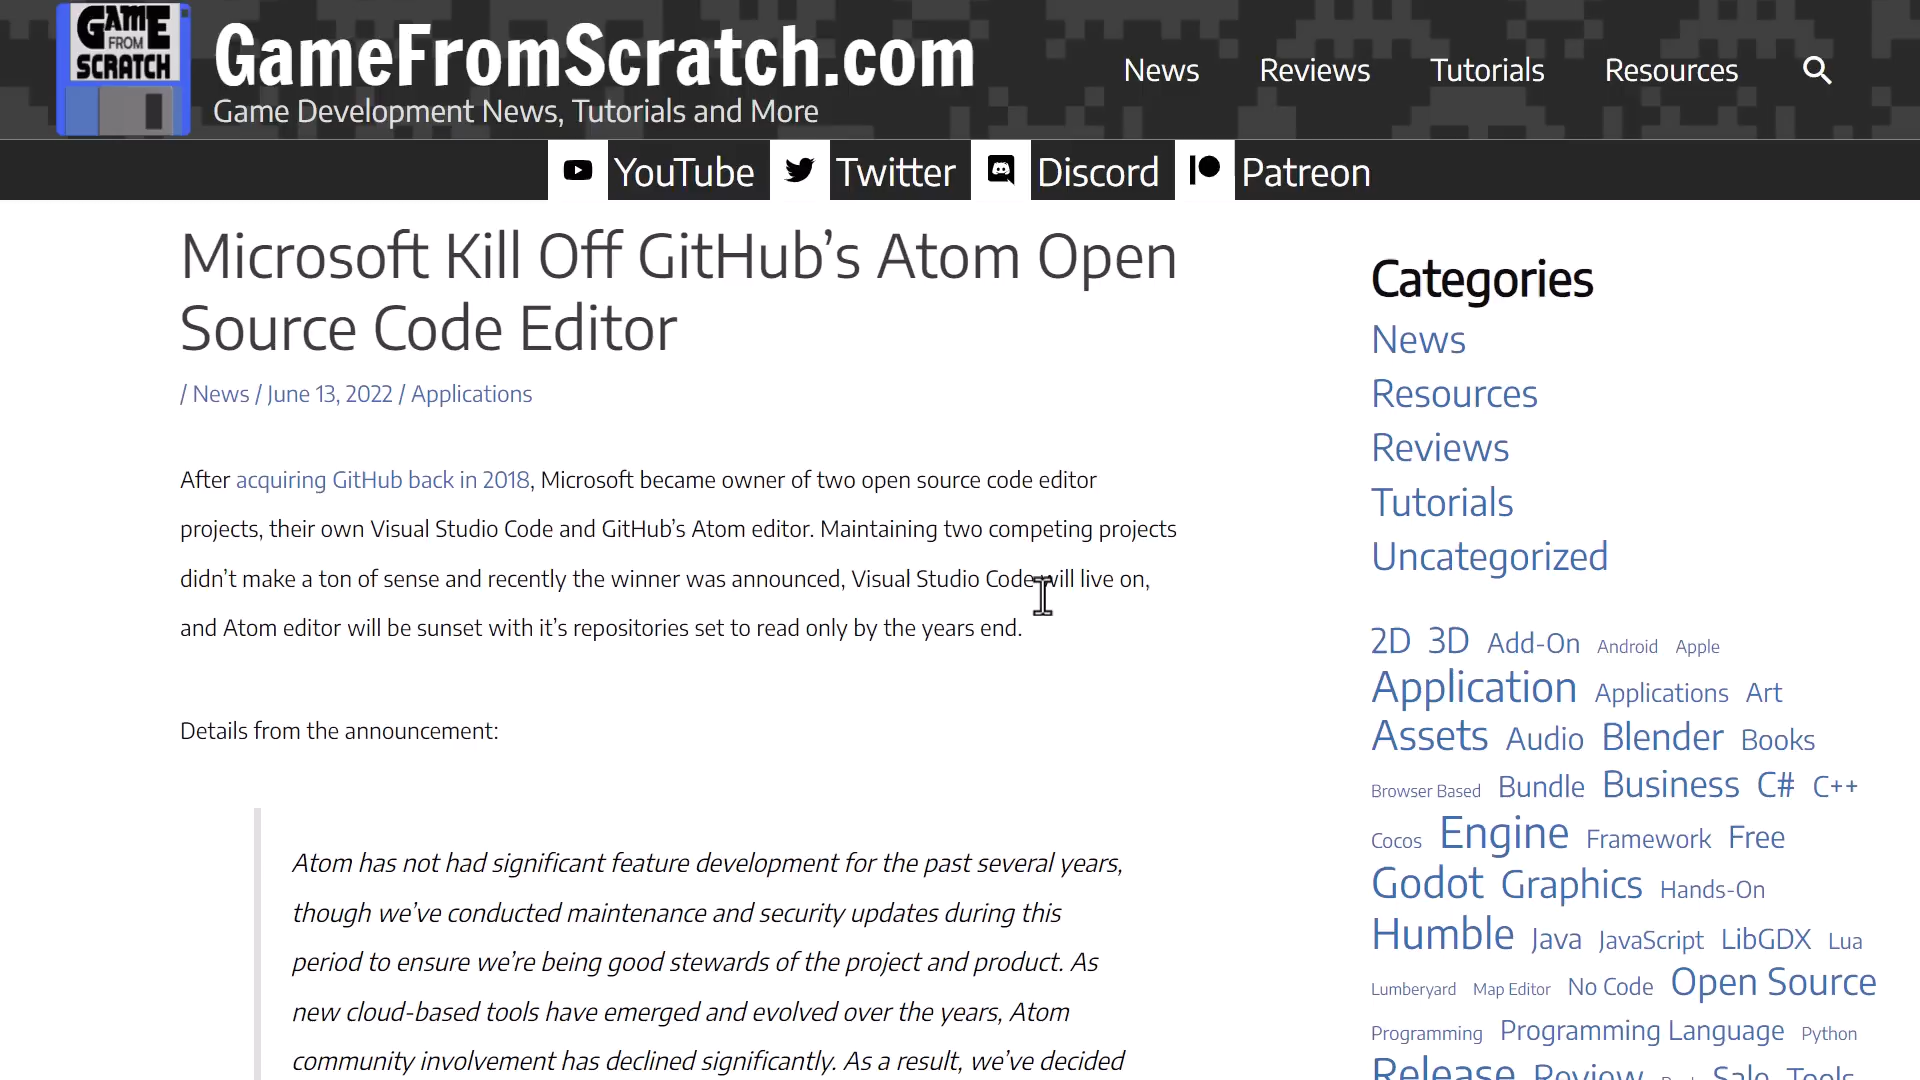 GAME
FROM
SCRATCH
GameFromScratch.com
Game Development News, Tutorials and More
News Reviews Tutorials Resources
YouTube Twitter Discord Patreon
Microsoft Kill Off GitHub’s Atom Open
Source Code Editor
/ News / June 13, 2022 / Applications
After acquiring GitHub back in 2018, Microsoft became owner of two open source code editor
projects, their own Visual Studio Code and GitHub’s Atom editor. Maintaining two competing projects
didn’t make a ton of sense and recently the winner was announced, Visual Studio Code will live on,
and Atom editor will be sunset with it’s repositories set to read only by the years end.
Details from the announcement:
Atom has not had significant feature development for the past several years,
though we’ve conducted maintenance and security updates during this
period to ensure we’re being good stewards of the project and product. As
new cloud-based tools have emerged and evolved over the years, Atom
community involvement has declined significantly. As a result, we’ve decided
Categories
News
Resources
Reviews
Tutorials
Uncategorized
2D 3D Add-On Android Apple
Application Applications Art
Assets Audio Blender Books
Browser Based Bundle Business C# C++
Cocos Engine Framework Free
Godot Graphics Hands-On
Humble Java JavaScript LibGDX Lua
Lumberyard Map Editor No Code Open Source
Programming Programming Language Python
Release Review Sale Tools